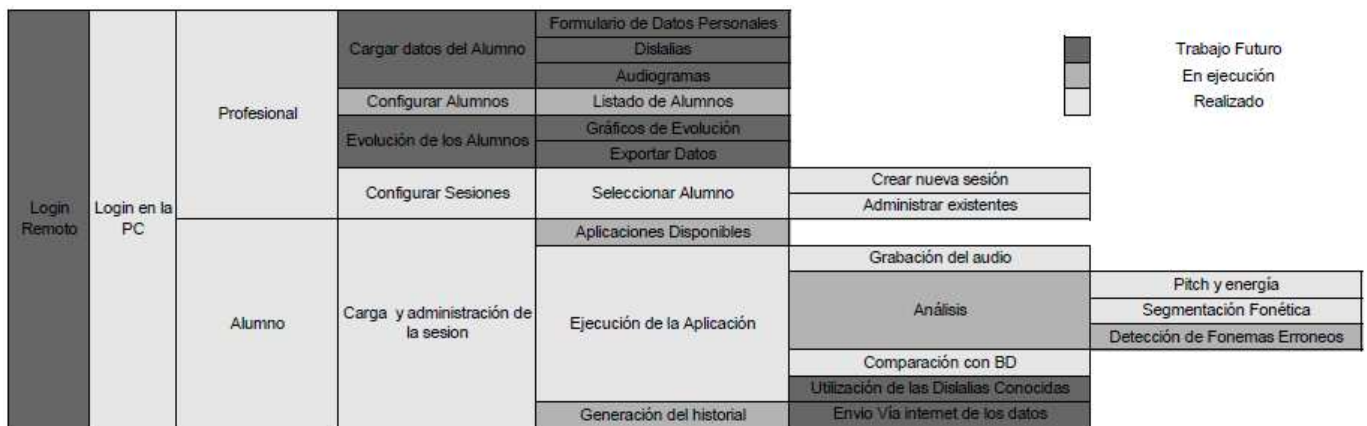 Formulario de Datos Personales
Cargar datos del Alumno
Dislalias
Trabajo Futuro
Audiogramas
En ejecución
Profesional
Configurar Alumnos
Listado de Alumnos
Realizado
Evolución de los Alumnos
Gráficos de Evolución
Exportar Datos
Configurar Sesiones
Seleccionar Alumno
Crear nueva sesión
Administrar existentes
Login
Remoto
Login en la
PC
Aplicaciones Disponibles
Grabación del audio
Alumno
Carga y administración de
la sesion
Ejecución de la Aplicación
Análisis
Pitch y energía
Segmentación Fonética
Detección de Fonemas Erroneos
Comparación con BD
Utilización de las Dislalias Conocidas
Generación del historial
Envio Vía internet de los datos